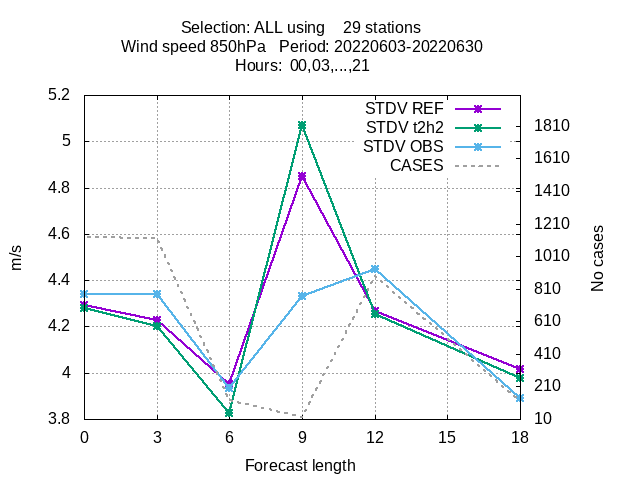 Selection: ALL using 29 stations
Wind speed 850hPa Period: 20220603-20220630
Hours: 00,03,...,21
STDV REF
STDV t2h2
STDV OBS
CASES
5.2
5
4.8
4.6
4.4
4.2
4
3.8
m/s
1810
1610
1410
1210
1010
810
610
410
210
10
No cases
0 3 6 9 12 15 18
Forecast length